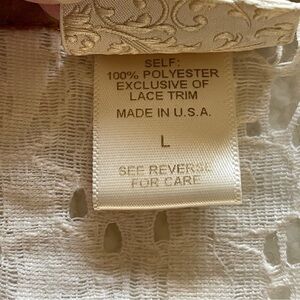 SELF:
100% POLYESTER
EXCLUSIVE OF
LACE TRIM
MADE IN U.S.A.
L
SEE REVERSE
FOR CARE